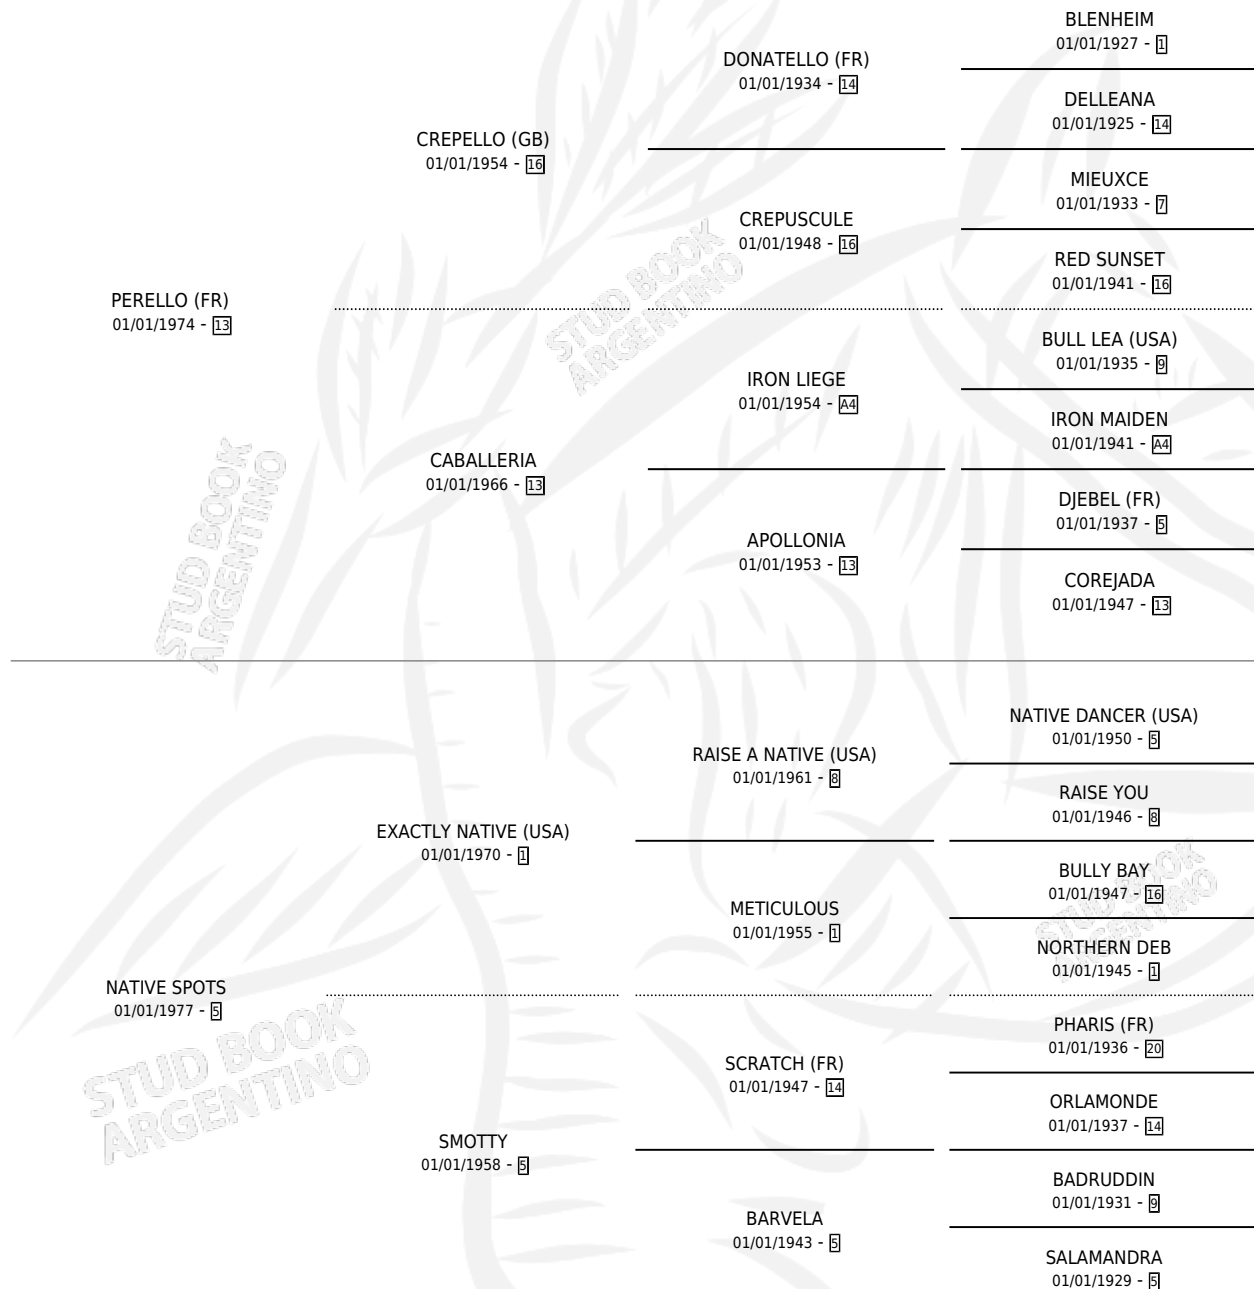 BLENHEIM
01/01/1927 - 1
DONATELLO (FR)
01/01/1934 - 14
DELLEANA
01/01/1925 - 14
CREPELLO (GB)
01/01/1954 - 16
MIEUXCE
01/01/1933 - 7
CREPUSCULE
01/01/1948 - 16
RED SUNSET
01/01/1941 - 16
PERELLO (FR)
01/01/1974 - 13
BULL LEA (USA)
01/01/1935 - 9
IRON LIEGE
01/01/1954 - A4
IRON MAIDEN
01/01/1941 - A4
CABALLERIA
01/01/1966 - 13
DJEBEL (FR)
01/01/1937 - 5
APOLLONIA
01/01/1953 - 13
COREJADA
01/01/1947 - 13
NATIVE DANCER (USA)
01/01/1950 - 5
RAISE A NATIVE (USA)
01/01/1961 - 8
RAISE YOU
01/01/1946 - 8
EXACTLY NATIVE (USA)
01/01/1970 - 1
BULLY BAY
01/01/1947 - 16
METICULOUS
01/01/1955 - 1
NORTHERN DEB
01/01/1945 - 1
NATIVE SPOTS
01/01/1977 - 5
PHARIS (FR)
01/01/1936 - 20
SCRATCH (FR)
01/01/1947 - 14
ORLAMONDE
01/01/1937 - 14
SMOTTY
01/01/1958 - 5
BADRUDDIN
01/01/1931 - 9
BARVELA
01/01/1943 - 5
SALAMANDRA
01/01/1929 - 5
STUD BOOK
ARGENTINO
STUD BOOK
ARGENTINO
STUD BOOK
ARGENTINO
STUD BOOK
ARGENTINO